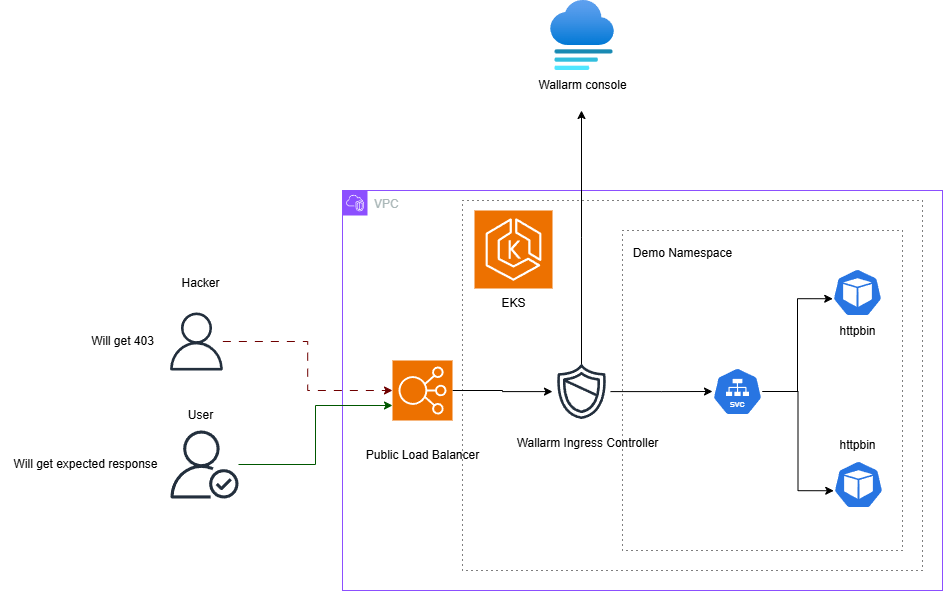 Wallarm console
VPC
Demo Namespace
K
EKS
Hacker
Will get 403
httpbin
User
SVC
Public Load Balancer
Wallarm Ingress Controller
httpbin
Will get expected response